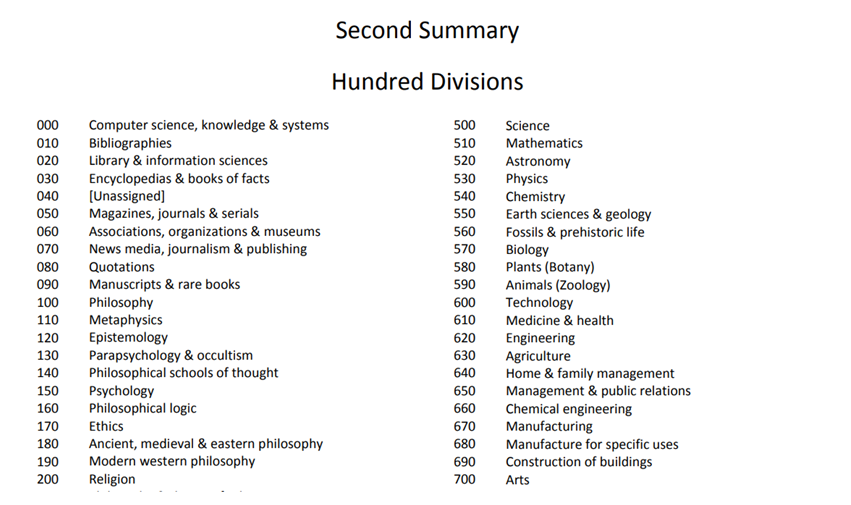 Second Summary
Hundred Divisions
000 Computer science, knowledge & systems
010 Bibliographies
020 Library & information sciences
030 Encyclopedias & books of facts
040 [Unassigned]
050 Magazines, journals & serials
060 Associations, organizations & museums
070 News media, journalism & publishing
080 Quotations
090 Manuscripts & rare books
100 Philosophy
110 Metaphysics
120 Epistemology
130 Parapsychology & occultism
140 Philosophical schools of thought
150 Psychology
160 Philosophical logic
170 Ethics
180 Ancient, medieval & eastern philosophy
190 Modern western philosophy
200 Religion
500 Science
510 Mathematics
520 Astronomy
530 Physics
540 Chemistry
550 Earth sciences & geology
560 Fossils & prehistoric life
570 Biology
580 Plants (Botany)
590 Animals (Zoology)
600 Technology
610 Medicine & health
620 Engineering
630 Agriculture
640 Home & family management
650 Management & public relations
660 Chemical engineering
670 Manufacturing
680 Manufacture for specific uses
690 Construction of buildings
700 Arts